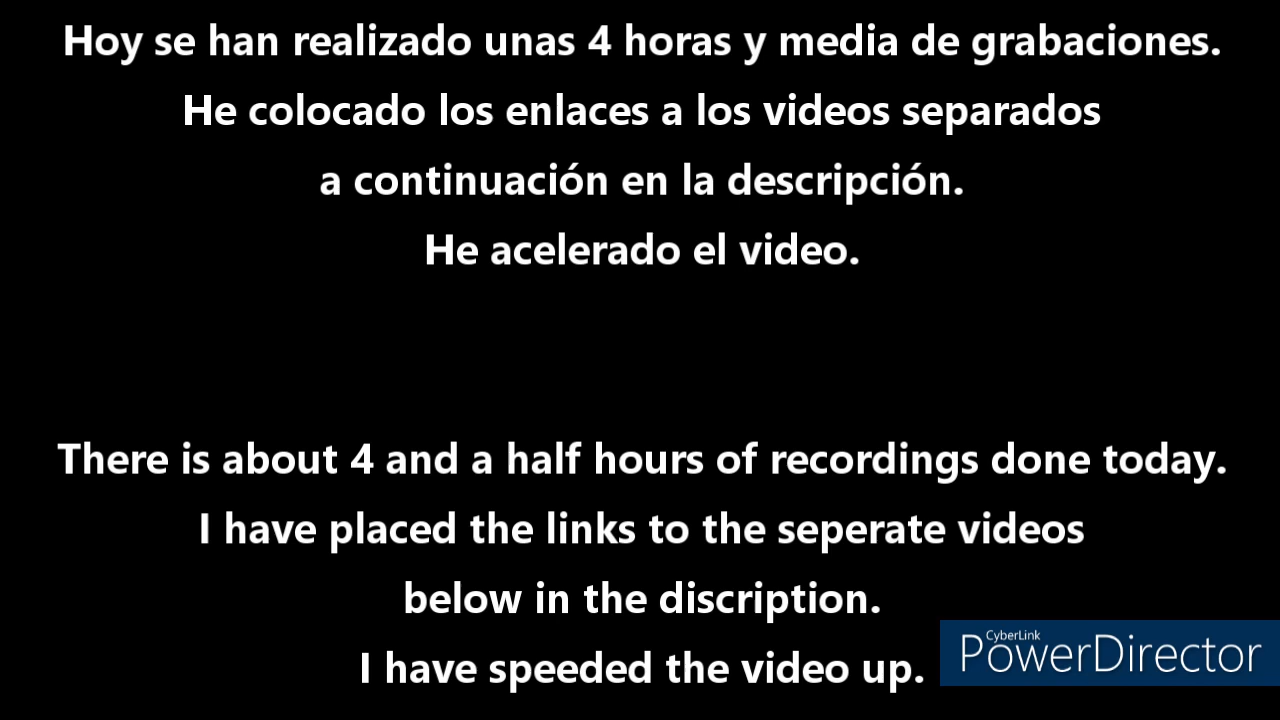 Hoy se han realizado unas 4 horas y media de grabaciones.
He colocado los enlaces a los videos separados
a continuación en la descripción.
He acelerado el video.
There is about 4 and a half hours of recordings done today.
I have placed the links to the seperate videos
below in the discription.
I have speeded the video up.
CyberLink
PowerDirector